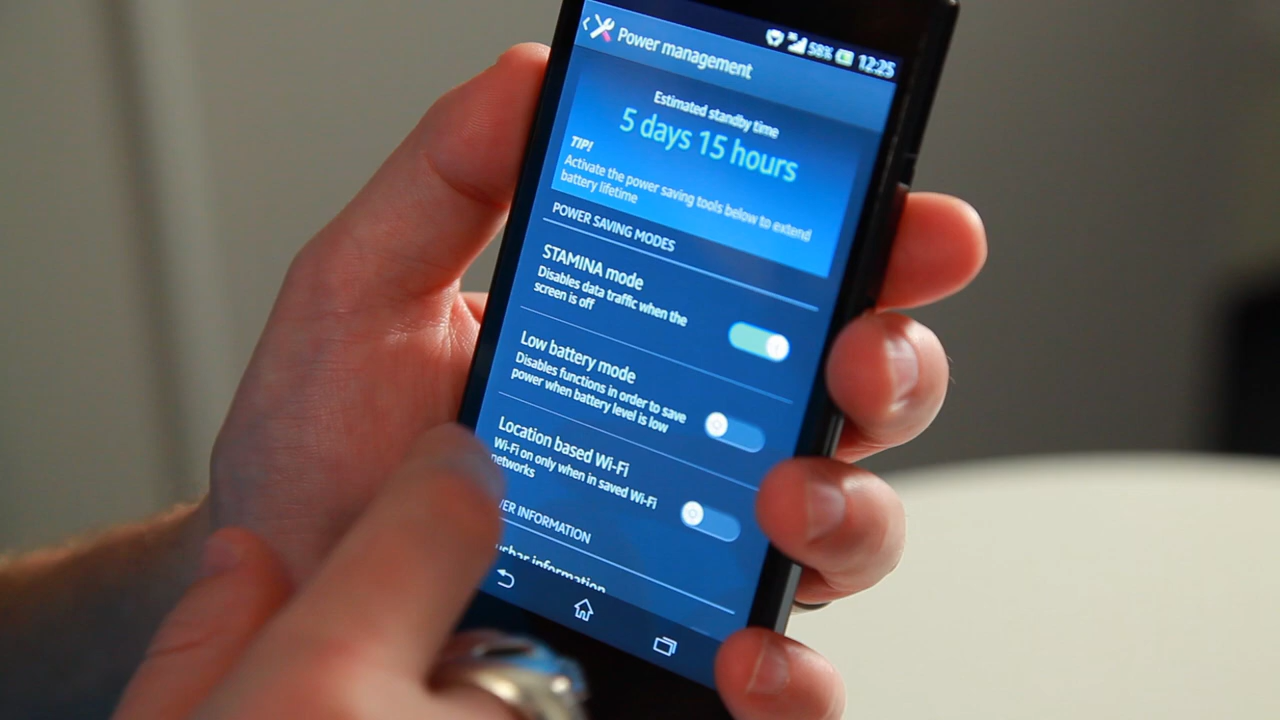 Power management
58% 12:25
Estimated standby time
5 days 15 hours
TIP!
Activate the power saving tools below to extend
battery lifetime
POWER SAVING MODES
STAMINA mode
Disables data traffic when the
screen is off
Low battery mode
Disables functions in order to save
power when battery level is low
Location based Wi-Fi
Wi-Fi on only when in saved Wi-Fi
networks
INFORMATION
information